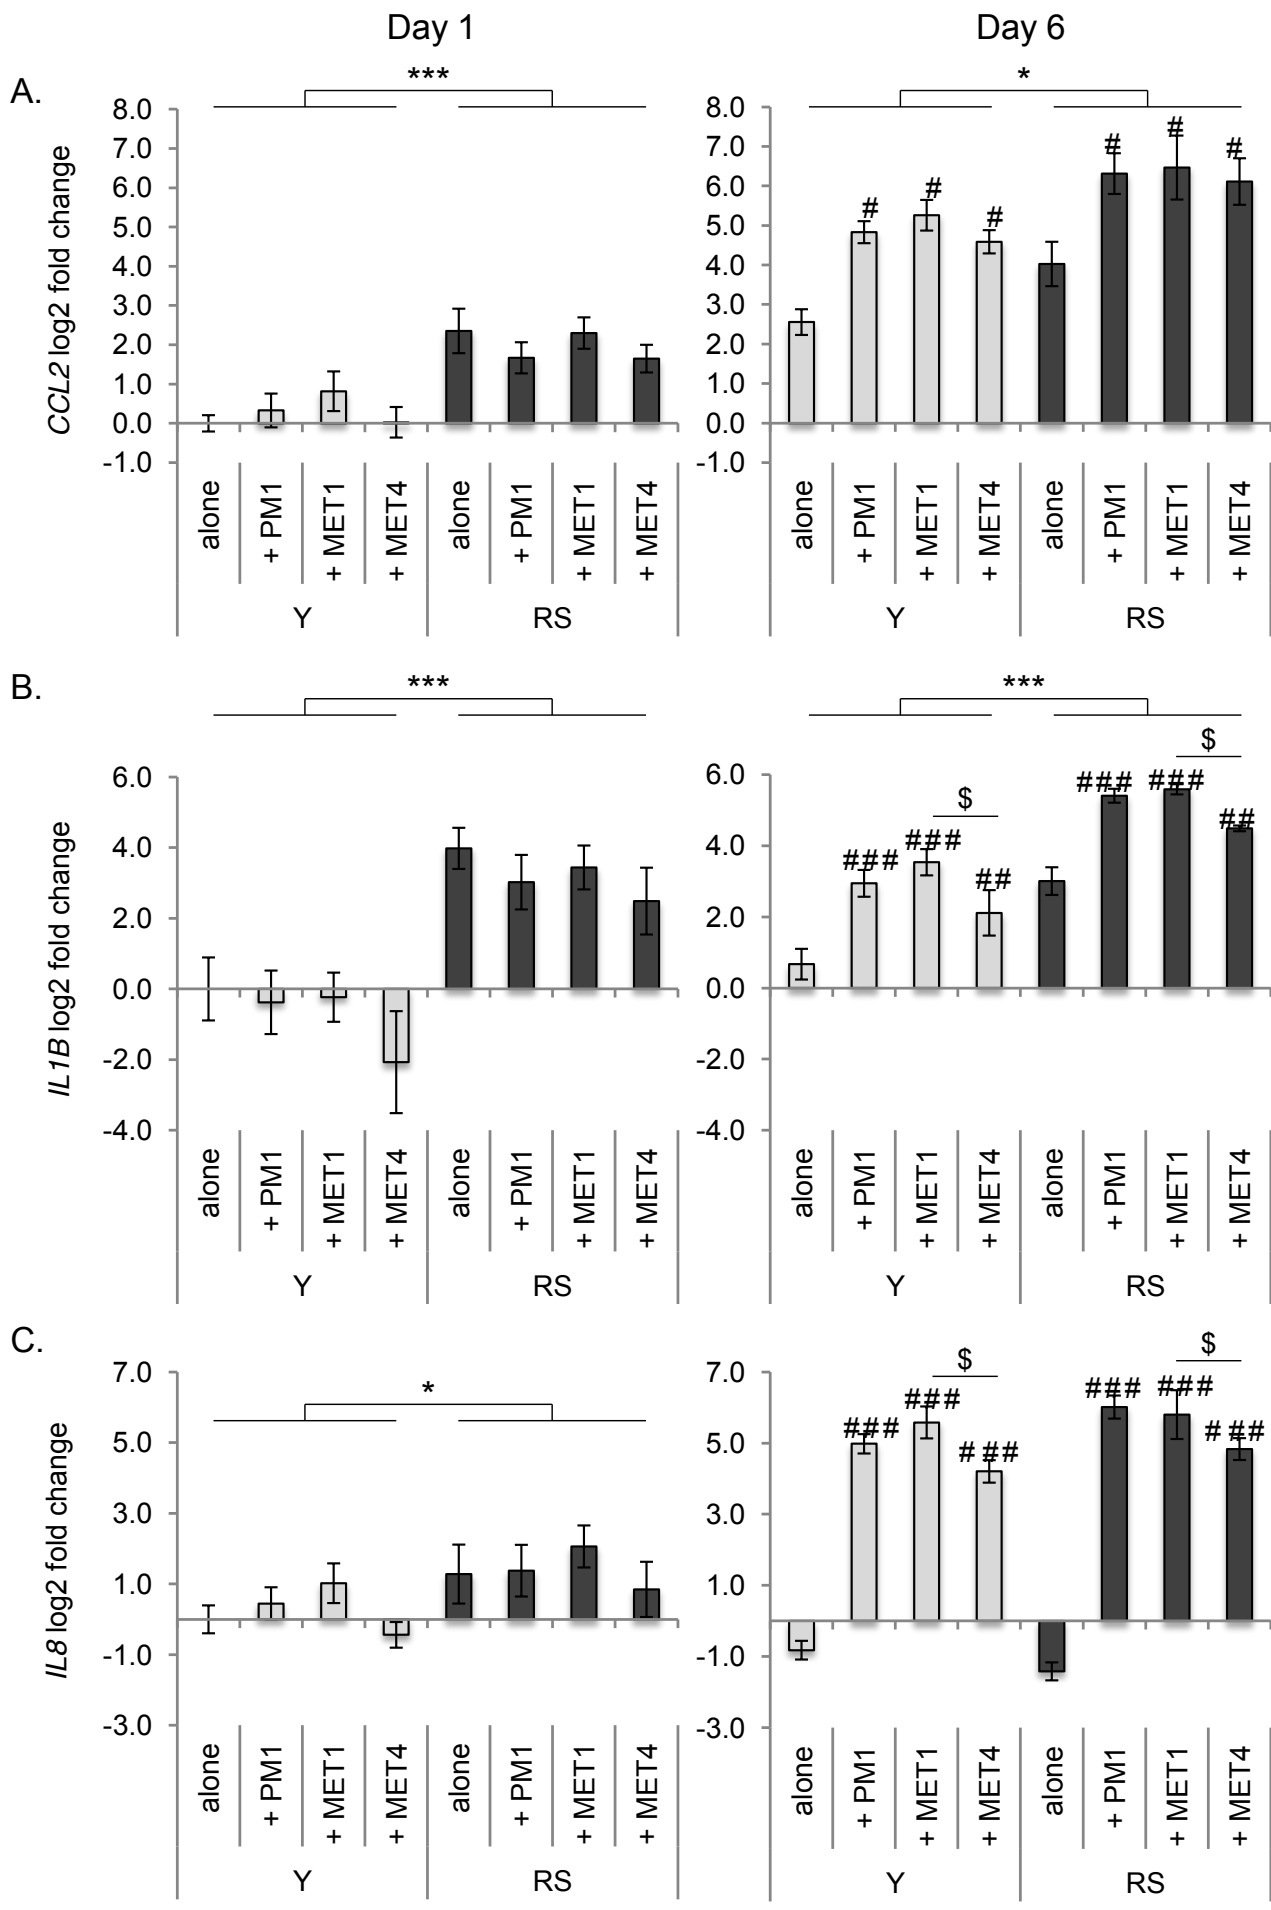 Day 1
Day 6
A.
***
*
CCL2 log2 fold change
8.0
7.0
6.0
5.0
4.0
3.0
2.0
1.0
0.0
-1.0
alone
+ PM1
+ MET1
+ MET4
alone
+ PM1
+ MET1
+ MET4
Y
RS
8.0
7.0
6.0
5.0
4.0
3.0
2.0
1.0
0.0
-1.0
#
#
#
#
#
#
alone
+ PM1
+ MET1
+ MET4
alone
+ PM1
+ MET1
+ MET4
Y
RS
B.
***
***
IL1B log2 fold change
6.0
4.0
2.0
0.0
-2.0
-4.0
alone
+ PM1
+ MET1
+ MET4
alone
+ PM1
+ MET1
+ MET4
Y
RS
6.0
4.0
2.0
0.0
-2.0
-4.0
###
###
$
##
###
###
$
##
alone
+ PM1
+ MET1
+ MET4
alone
+ PM1
+ MET1
+ MET4
Y
RS
C.
*
IL8 log2 fold change
7.0
5.0
3.0
1.0
-1.0
-3.0
alone
+ PM1
+ MET1
+ MET4
alone
+ PM1
+ MET1
+ MET4
Y
RS
7.0
5.0
3.0
1.0
-1.0
-3.0
###
###
$
# ##
###
###
$
# ##
alone
+ PM1
+ MET1
+ MET4
alone
+ PM1
+ MET1
+ MET4
Y
RS